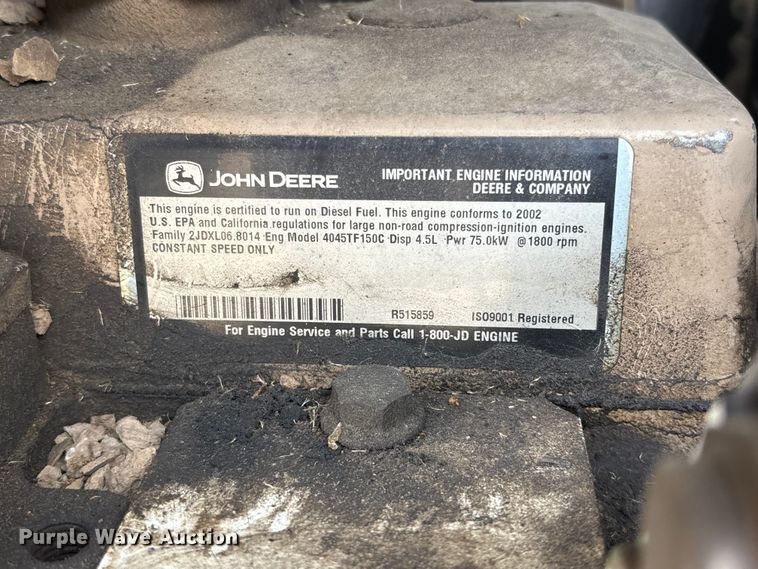 JOHN DEERE
IMPORTANT ENGINE INFORMATION
DEERE & COMPANY
This engine is certified to run on Diesel Fuel. This engine conforms to 2002
U.S. EPA and California regulations for large non-road compression-ignition engines.
Family 2JDXL06.8014 Eng Model 4045TF150C Disp 4.5L Pwr 75.0kW @1800 rpm
CONSTANT SPEED ONLY
R515859 ISO9001 Registered
For Engine Service and Parts Call 1-800-JD ENGINE
Purple Wave Auction